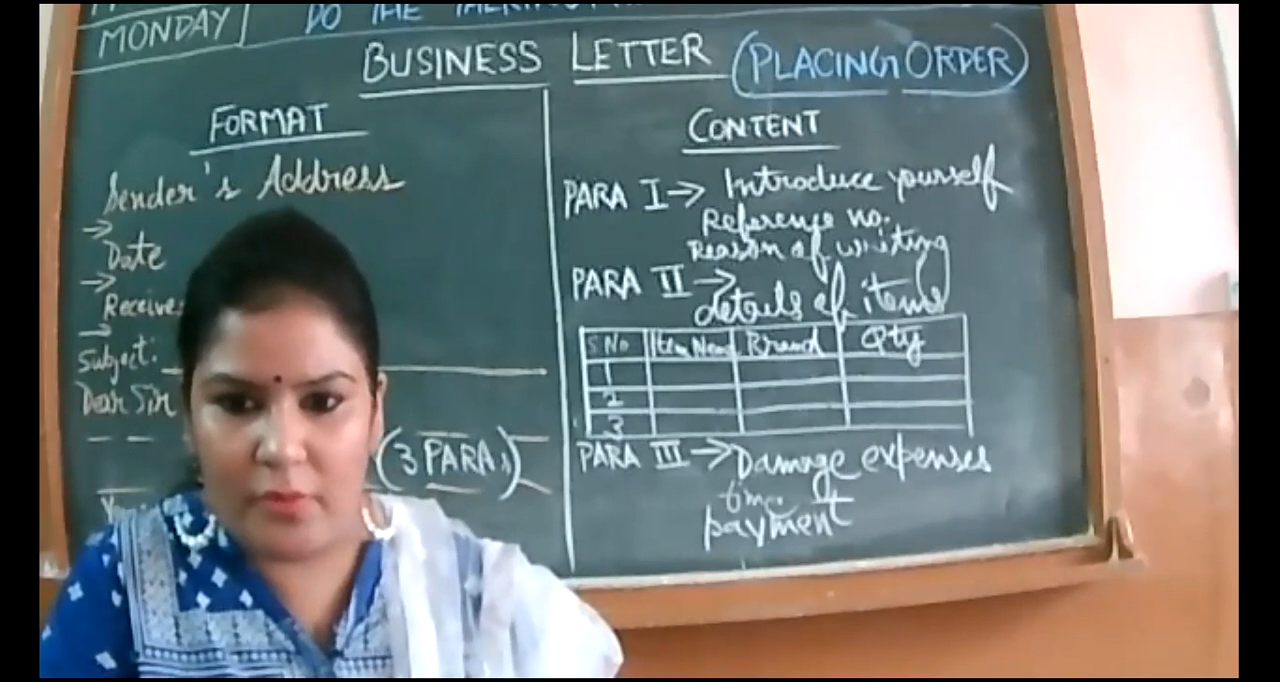 MONDAY
DO THE
BUSINESS LETTER (PLACING ORDER)
FORMAT
Sender's Address
→
Date
→
Receive
→
Subject:
Dear Sir
(3 PARAs)
CONTENT
PARA I → Introduce yourself
Reference no.
Reason of writing
PARA II →
details of items
S No Item Name Brand Qty
1
2
3
PARA III → Damage expenses
time
payment